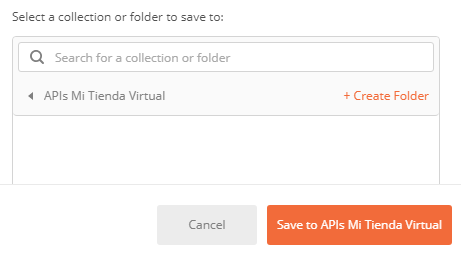 Select a collection or folder to save to:
Search for a collection or folder
APIs Mi Tienda Virtual + Create Folder
Cancel Save to APIs Mi Tienda Virtual